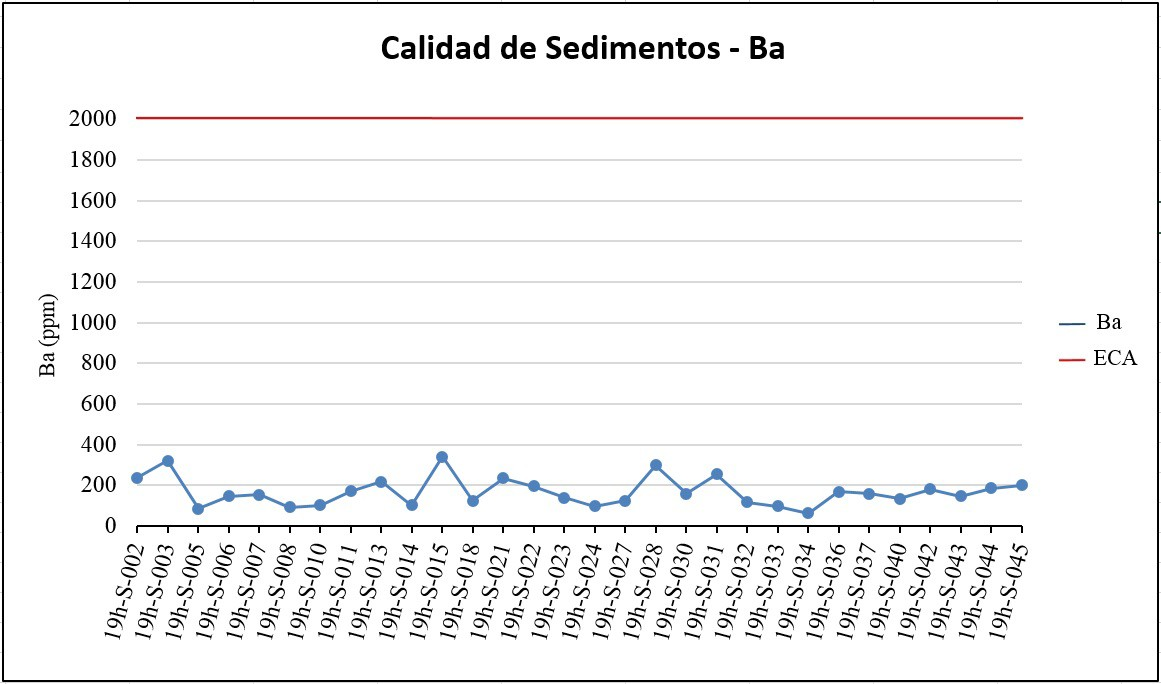 Calidad de Sedimentos - Ba
Ba (ppm)
2000
1800
1600
1400
1200
1000
800
600
400
200
0
19h-S-002
19h-S-003
19h-S-005
19h-S-006
19h-S-007
19h-S-008
19h-S-010
19h-S-011
19h-S-013
19h-S-014
19h-S-015
19h-S-018
19h-S-021
19h-S-022
19h-S-023
19h-S-024
19h-S-027
19h-S-028
19h-S-030
19h-S-031
19h-S-032
19h-S-033
19h-S-034
19h-S-036
19h-S-037
19h-S-040
19h-S-042
19h-S-043
19h-S-044
19h-S-045
Ba
ECA